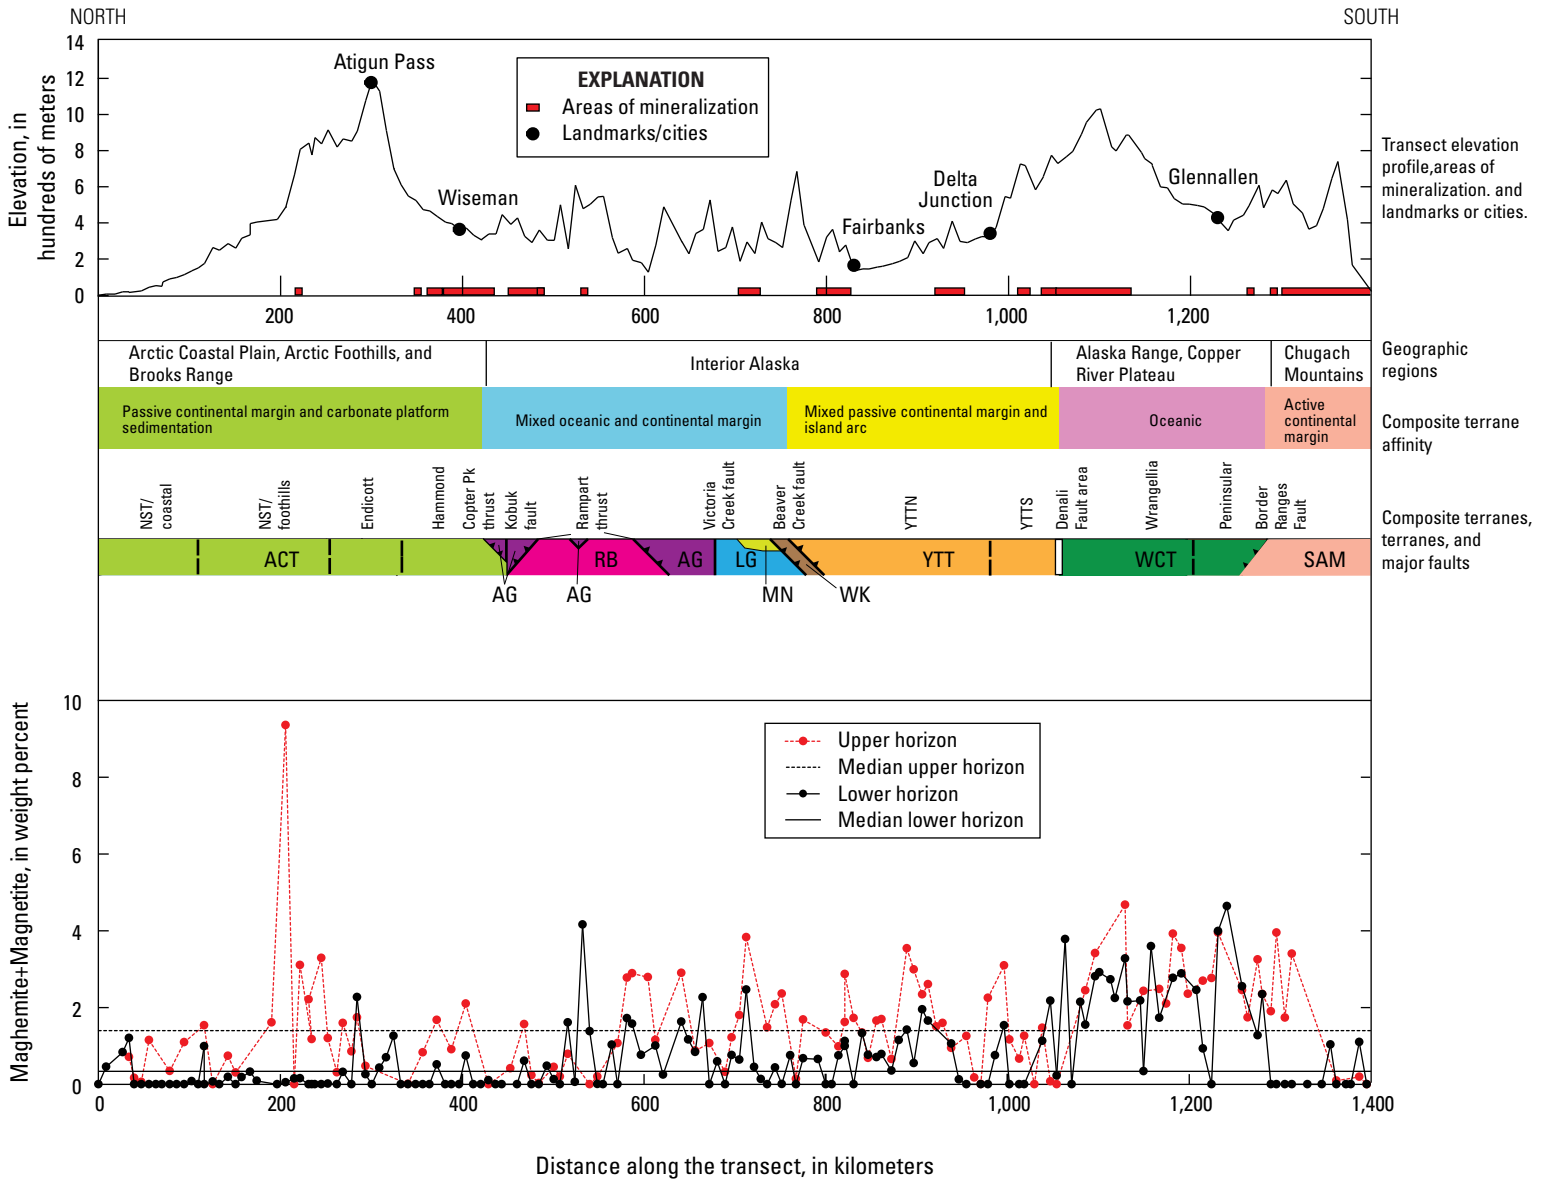 NORTH
SOUTH
14
12
10
8
6
4
2
0
Elevation, in
hundreds of meters
Atigun Pass
Wiseman
Fairbanks
Delta
Junction
Glennallen
EXPLANATION
Areas of mineralization
Landmarks/cities
Transect elevation
profile,areas of
mineralization. and
landmarks or cities.
200
400
600
800
1,000
1,200
Arctic Coastal Plain, Arctic Foothills, and
Brooks Range
Interior Alaska
Alaska Range, Copper
River Plateau
Chugach
Mountains
Geographic
regions
Passive continental margin and carbonate platform
sedimentation
Mixed oceanic and continental margin
Mixed passive continental margin and
island arc
Oceanic
Active
continental
margin
Composite terrane
affinity
NST/
coastal
NST/
foothills
Endicott
Hammond
Copter Pk
thrust
Kobuk
fault
Rampart
thrust
Victoria
Creek fault
Beaver
Creek fault
YTTN
YTTS
Denali
Fault area
Wrangellia
Peninsular
Border
Ranges
Fault
Composite terranes,
terranes, and
major faults
ACT
RB
AG
LG
YTT
WCT
SAM
AG
AG
MN
WK
10
8
6
4
2
0
Maghemite+Magnetite, in weight percent
Upper horizon
Median upper horizon
Lower horizon
Median lower horizon
0
200
400
600
800
1,000
1,200
1,400
Distance along the transect, in kilometers